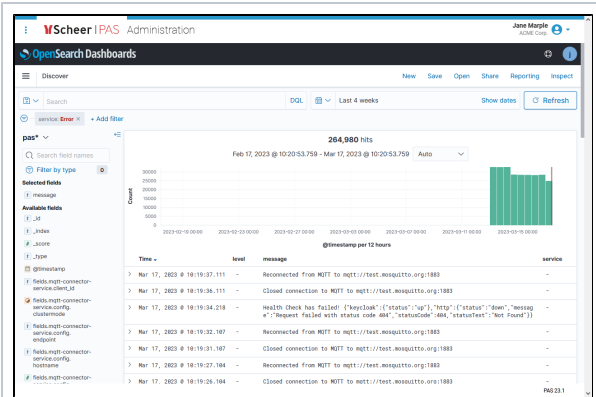 Scheer | PAS Administration
Jane Marple
ACME Corp.
OpenSearch Dashboards
j
Discover
New Save Open Share Reporting Inspect
Search
DQL
Last 4 weeks
Show dates
Refresh
service: Error ×
+ Add filter
pas*
Search field names
Filter by type 0
Selected fields
t message
Available fields
t _id
t _index
# _score
t _type
@timestamp
t fields.mqtt-connector-
service.client_id
fields.mqtt-connector-
service.config.
clustermode
t fields.mqtt-connector-
service.config.
endpoint
t fields.mqtt-connector-
service.config.
hostname
# fields.mqtt-connector-
264,980 hits
Feb 17, 2023 @ 10:20:53.759 - Mar 17, 2023 @ 10:20:53.759 Auto
Count
30000
25000
20000
15000
10000
5000
0
2023-02-19 00:00 2023-02-23 00:00 2023-02-27 00:00 2023-03-03 00:00 2023-03-07 00:00 2023-03-11 00:00 2023-03-15 00:00
@timestamp per 12 hours
Time level message service
> Mar 17, 2023 @ 10:19:37.111 - Reconnected from MQTT to mqtt://test.mosquitto.org:1883 -
> Mar 17, 2023 @ 10:19:36.111 - Closed connection to MQTT to mqtt://test.mosquitto.org:1883 -
> Mar 17, 2023 @ 10:19:34.218 - Health Check has failed! {"keycloak":{"status":"up"},"http":{"status":"down","messag -
e":"Request failed with status code 404","statusCode":404,"statusText":"Not Found"}}
> Mar 17, 2023 @ 10:19:32.107 - Reconnected from MQTT to mqtt://test.mosquitto.org:1883 -
> Mar 17, 2023 @ 10:19:31.107 - Closed connection to MQTT to mqtt://test.mosquitto.org:1883 -
> Mar 17, 2023 @ 10:19:27.104 - Reconnected from MQTT to mqtt://test.mosquitto.org:1883 -
> Mar 17, 2023 @ 10:19:26.104 - Closed connection to MQTT to mqtt://test.mosquitto.org:1883 -
PAS 23.1